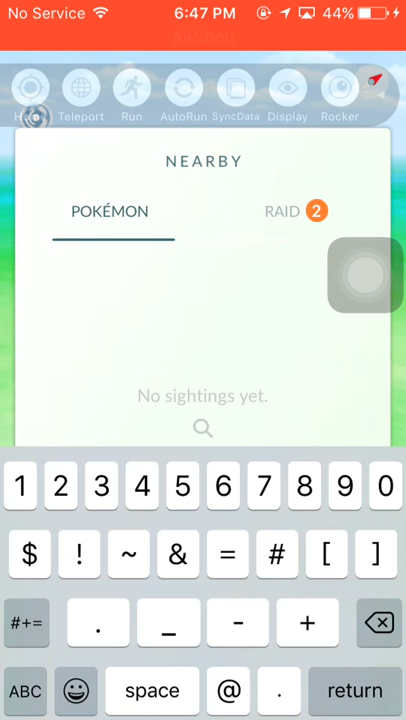 No Service 6:47 PM 44%
AirShou
Teleport Run AutoRun SyncData Display Rocker
NEARBY
POKÉMON RAID 2
No sightings yet.
1 2 3 4 5 6 7 8 9 0
$ ! ~ & = # [ ]
#+= . _ - +
ABC space @ . return